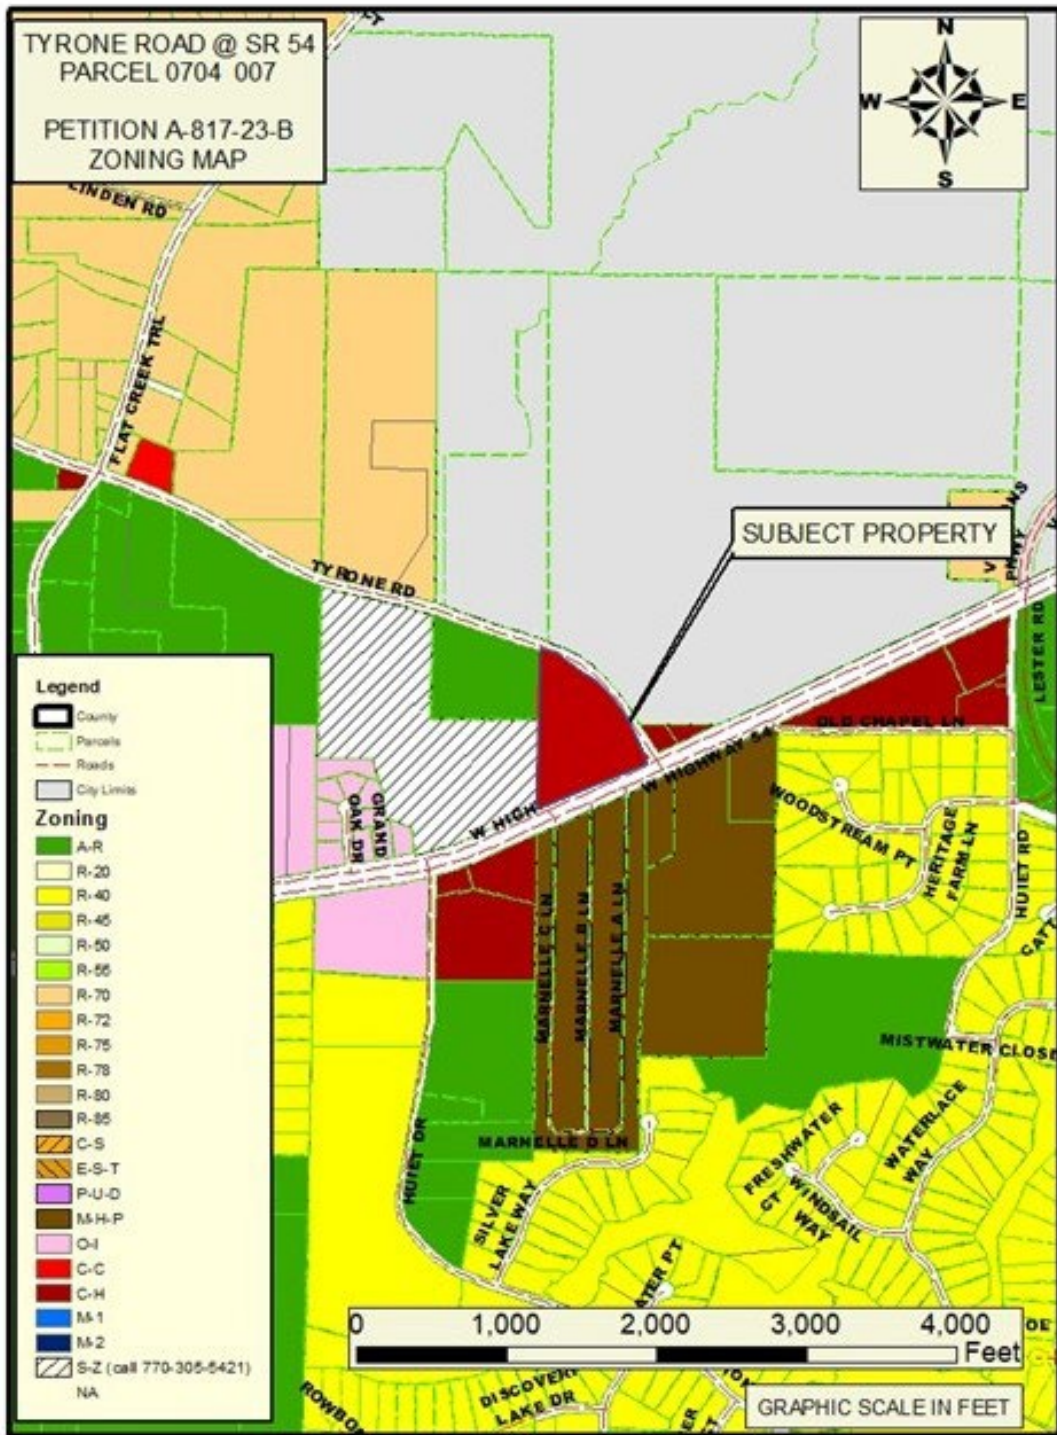 TYRONE ROAD @ SR 54
PARCEL 0704 007
PETITION A-817-23-B
ZONING MAP
N
W
E
S
LINDEN RD
FLAT CREEK TRL
TYRONE RD
SUBJECT PROPERTY
PKWY
LESTER RD
OLD CHAPEL LN
W HIGHWAY 54
W HIGH
GRAND
OAK DR
WOODSTREAM PT
HERITAGE
FARM LN
HUIET RD
MARNELLE C LN
MARNELLE B LN
MARNELLE A LN
MISTWATER CLOSE
MARNELLE D LN
HUIET DR
SILVER
LAKE WAY
FRESHWATER
CT
WINDSAIL
WAY
WATERLACE
WAY
ATER PT
DISCOVERY
LAKE DR
ROWBO
Legend
County
Parcels
Roads
City Limits
Zoning
A-R
R-20
R-40
R-45
R-50
R-55
R-70
R-72
R-75
R-78
R-80
R-85
C-S
E-S-T
P-U-D
M-H-P
O-I
C-C
C-H
M-1
M-2
S-Z (call 770-305-5421)
NA
0 1,000 2,000 3,000 4,000
Feet
GRAPHIC SCALE IN FEET